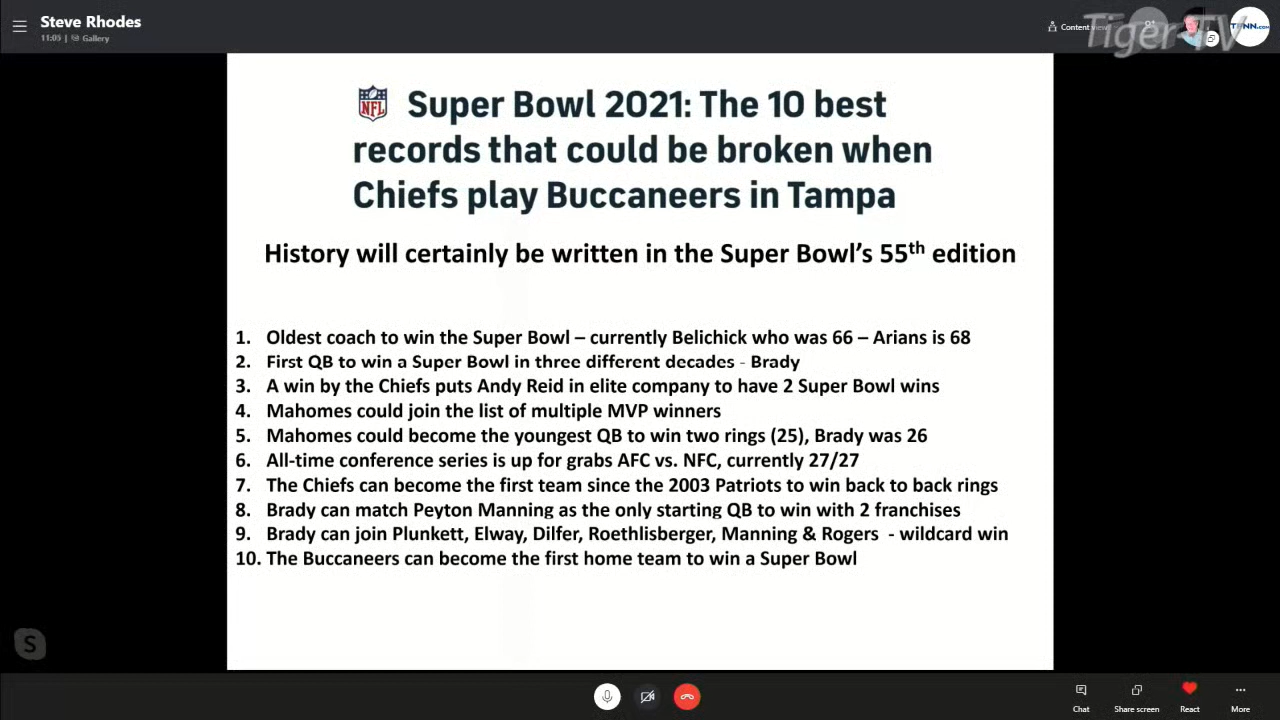 Steve Rhodes
11:05 | Gallery
Content view
Tiger-TV
NFL
Super Bowl 2021: The 10 best
records that could be broken when
Chiefs play Buccaneers in Tampa
History will certainly be written in the Super Bowl's 55th edition
1. Oldest coach to win the Super Bowl – currently Belichick who was 66 – Arians is 68
2. First QB to win a Super Bowl in three different decades - Brady
3. A win by the Chiefs puts Andy Reid in elite company to have 2 Super Bowl wins
4. Mahomes could join the list of multiple MVP winners
5. Mahomes could become the youngest QB to win two rings (25), Brady was 26
6. All-time conference series is up for grabs AFC vs. NFC, currently 27/27
7. The Chiefs can become the first team since the 2003 Patriots to win back to back rings
8. Brady can match Peyton Manning as the only starting QB to win with 2 franchises
9. Brady can join Plunkett, Elway, Dilfer, Roethlisberger, Manning & Rogers - wildcard win
10. The Buccaneers can become the first home team to win a Super Bowl
S
Chat
Share screen
React
More